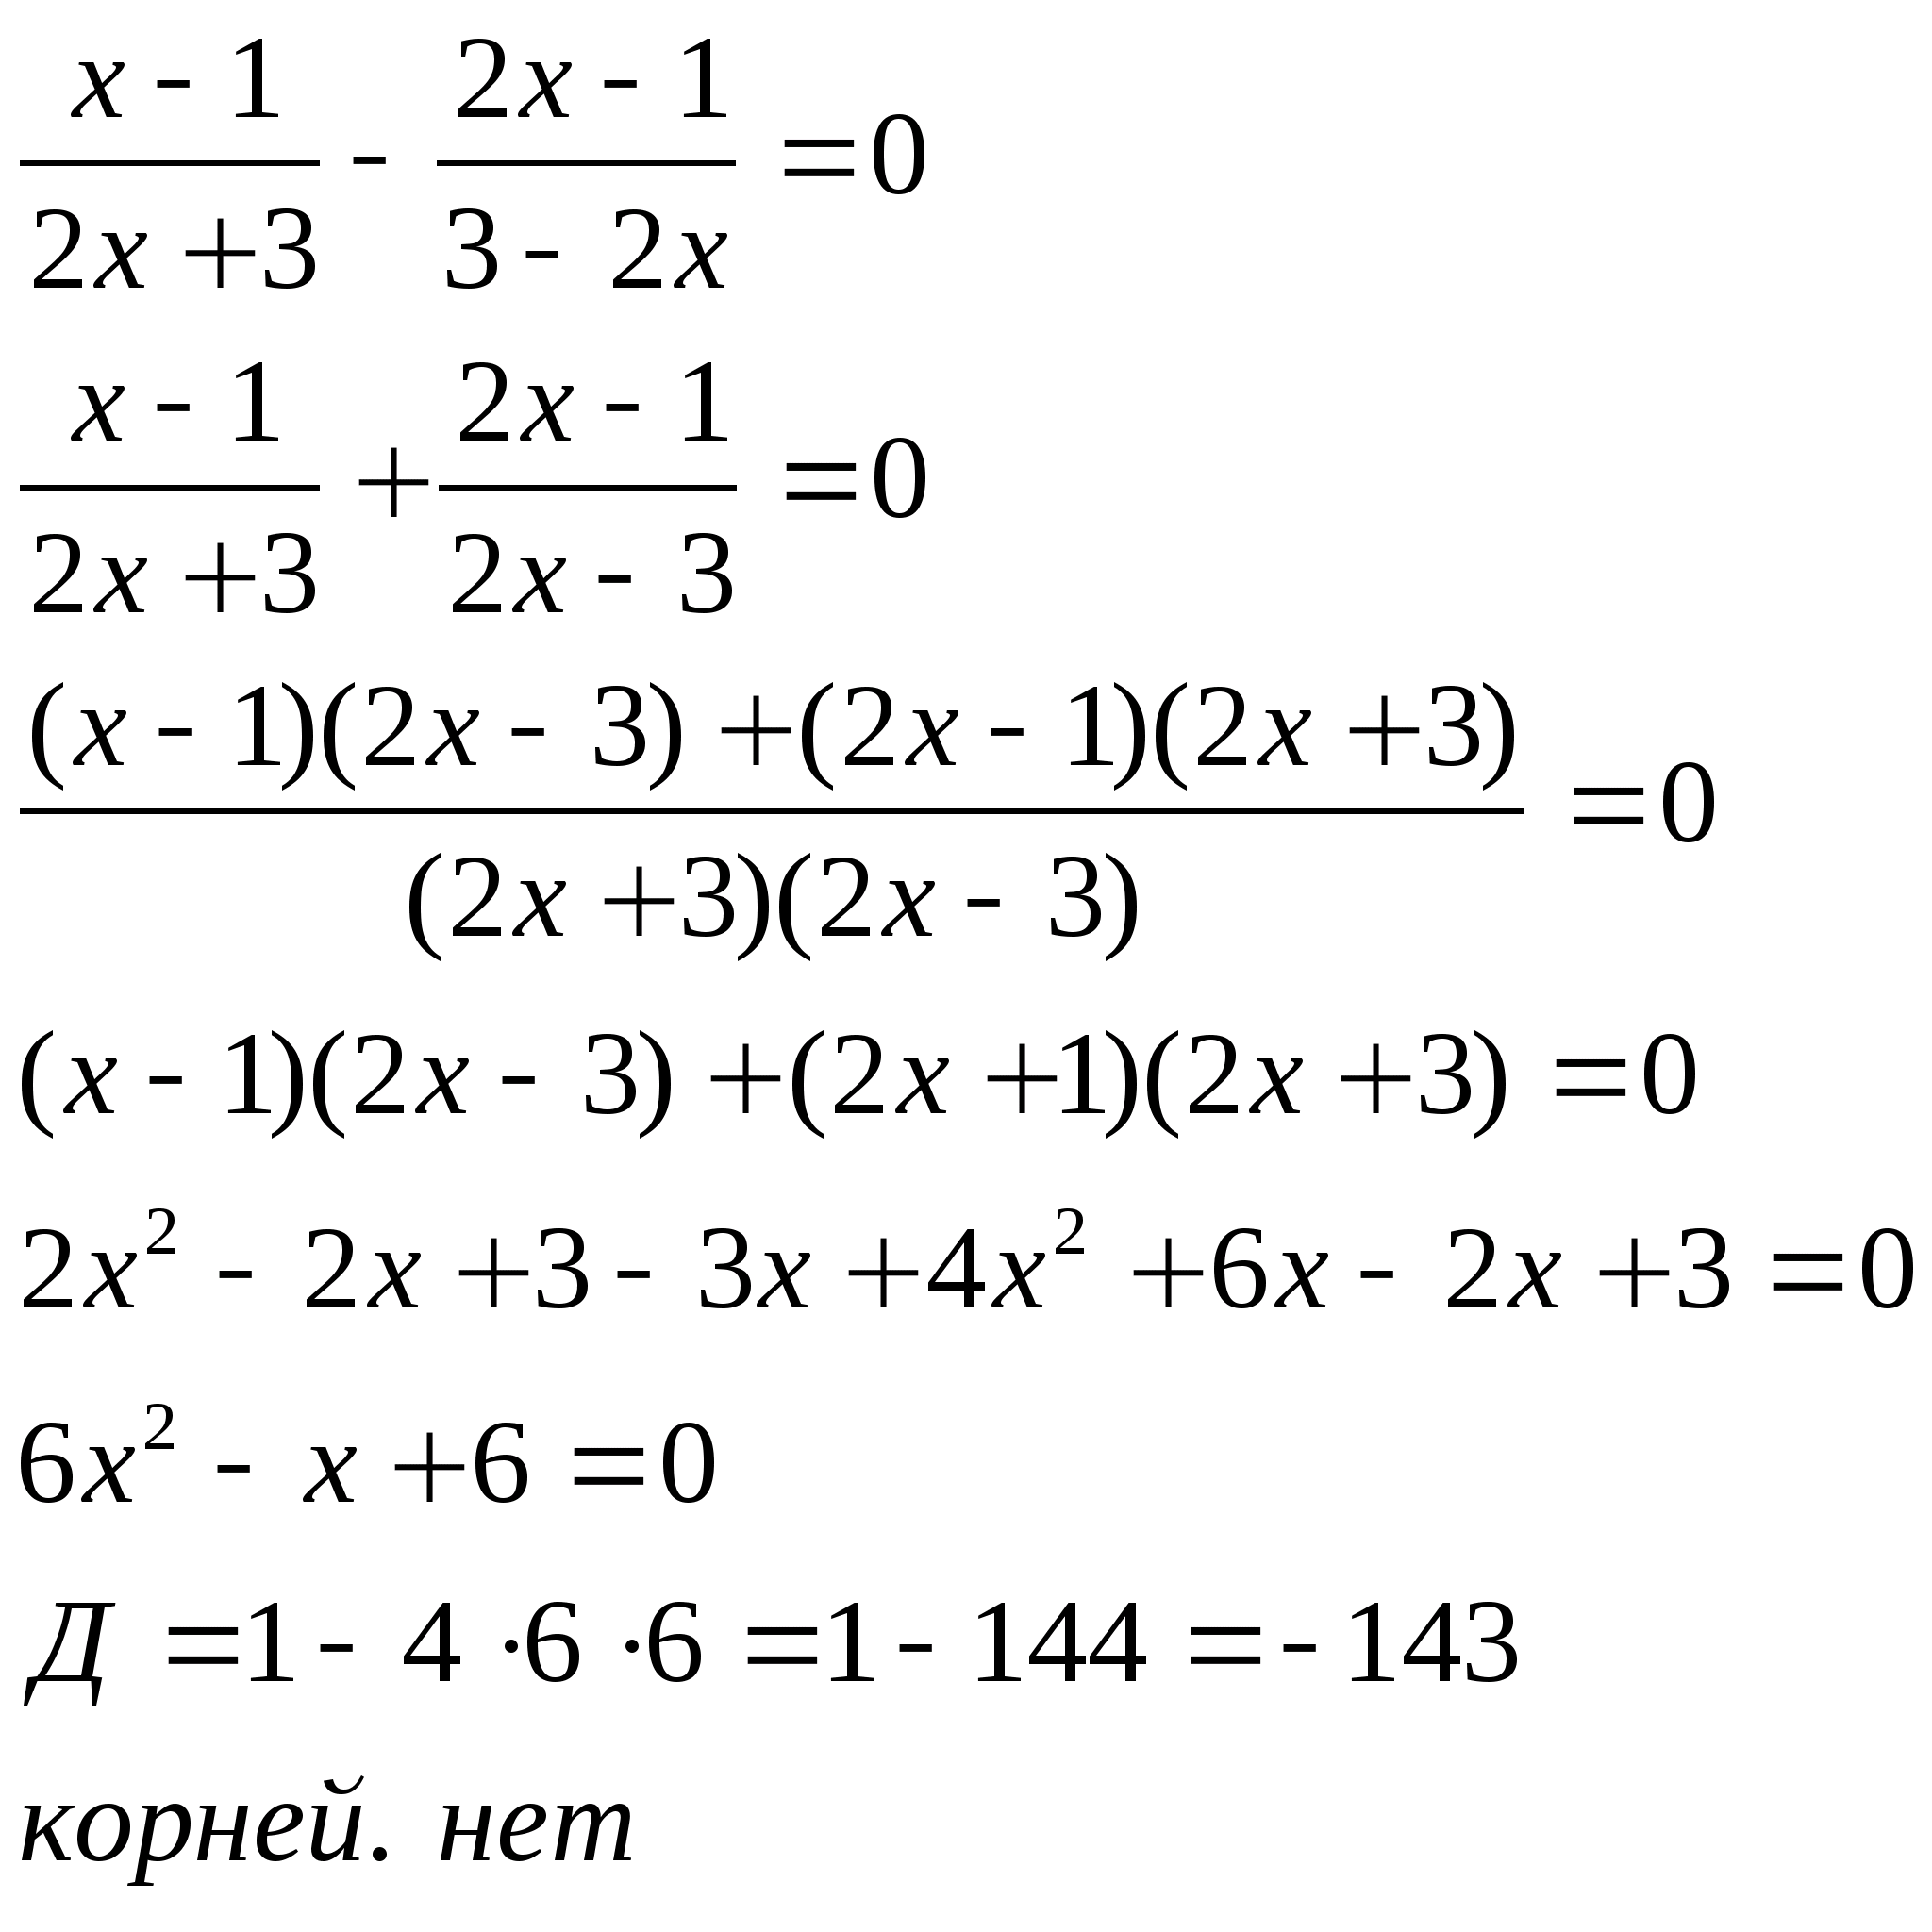 (x - 1)/(2x + 3) - (2x - 1)/(3 - 2x) = 0
(x - 1)/(2x + 3) + (2x - 1)/(2x - 3) = 0
((x - 1)(2x - 3) + (2x - 1)(2x + 3))/((2x + 3)(2x - 3)) = 0
(x - 1)(2x - 3) + (2x + 1)(2x + 3) = 0
2x² - 2x + 3 - 3x + 4x² + 6x - 2x + 3 = 0
6x² - x + 6 = 0
Д = 1 - 4 · 6 · 6 = 1 - 144 = - 143
корней. нет